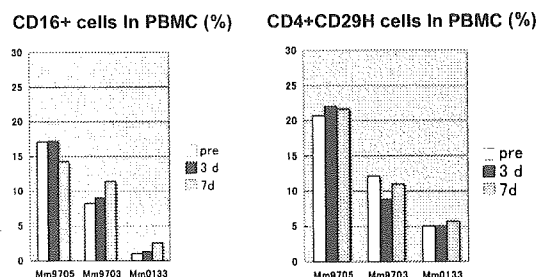 CD16+ cells in PBMC (%)
30
25
20
15
10
5
0
Mm9705 Mm9703 Mm0133
pre
3 d
7d
CD4+CD29H cells in PBMC (%)
30
25
20
15
10
5
0
Mm9705 Mm9703 Mm0133
pre
3 d
7d